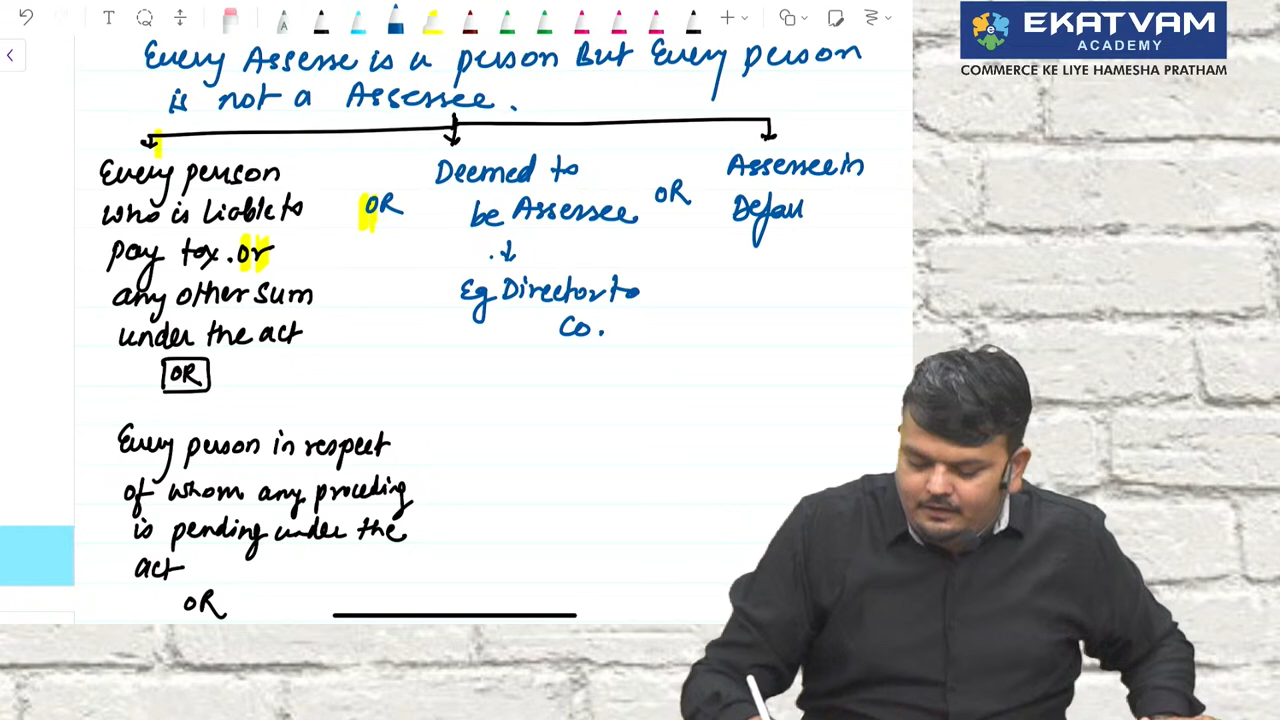 EKATVAM
ACADEMY
COMMERCE KE LIYE HAMESHA PRATHAM
Every Assesse is a person But Every person
is not a Assessee.
Every person
who is liable to
pay tax. or
any other sum
under the act
OR
Every person in respect
of whom any proceding
is pending under the
act
OR
OR
Deemed to
be Assessee
Eg Director to
Co.
OR
Assessee in
Defau